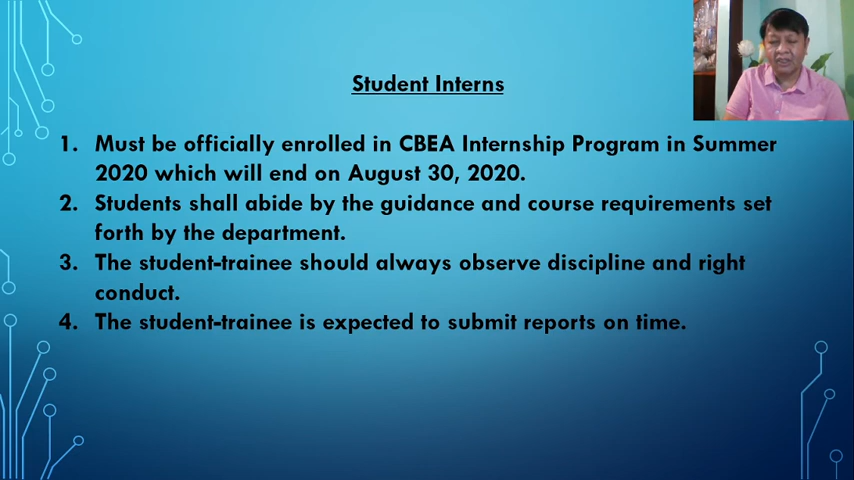 Student Interns
1. Must be officially enrolled in CBEA Internship Program in Summer
2020 which will end on August 30, 2020.
2. Students shall abide by the guidance and course requirements set
forth by the department.
3. The student-trainee should always observe discipline and right
conduct.
4. The student-trainee is expected to submit reports on time.